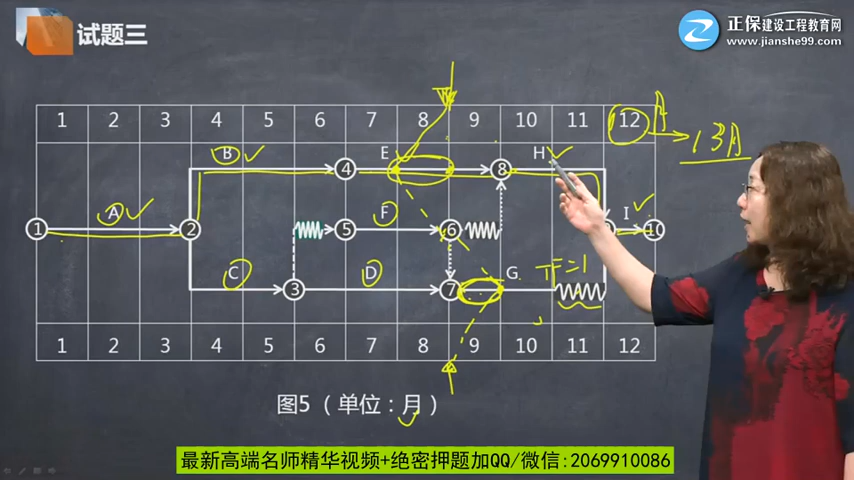 试题三
正保建设工程教育网
www.jianshe99.com
1 2 3 4 5 6 7 8 9 10 11 12
月
13月
B E H
4 8
A F I
1 2 5 6 10
TF=1
C D G
3 7
1 2 3 4 5 6 7 8 9 10 11 12
图5（单位：月）
最新高端名师精华视频+绝密押题加QQ/微信:2069910086